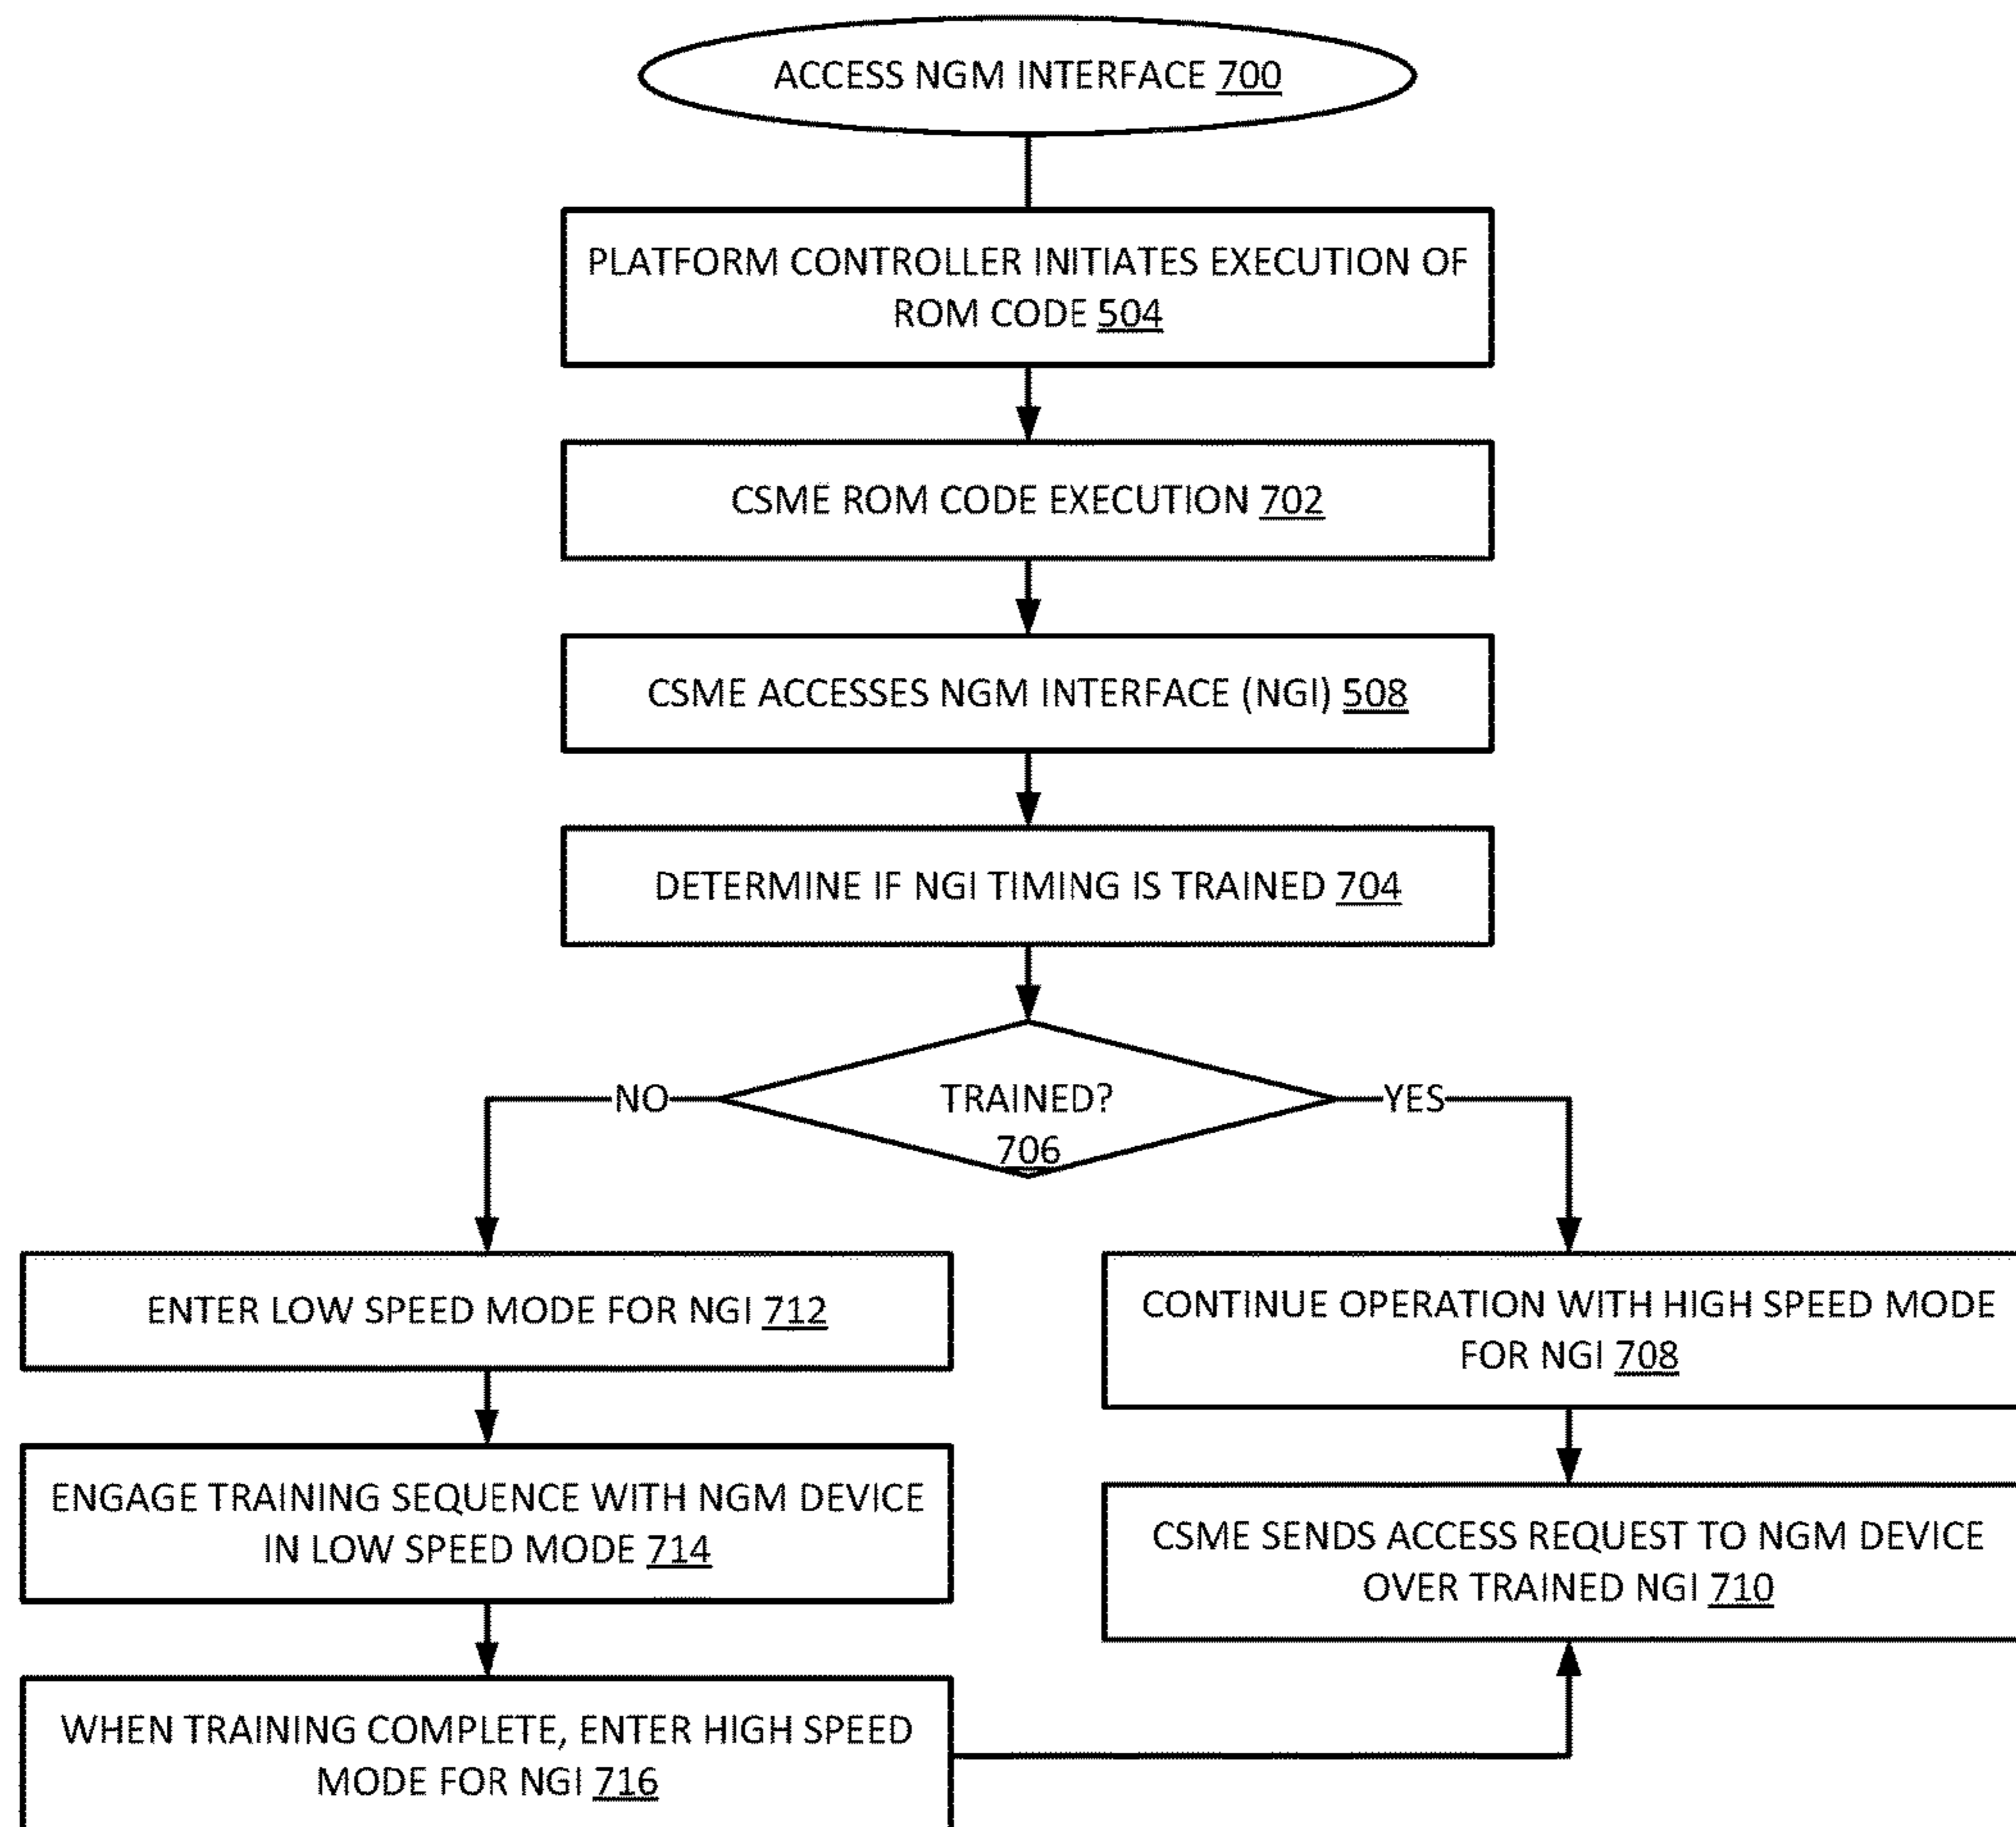 ACCESS NGM INTERFACE 700
PLATFORM CONTROLLER INITIATES EXECUTION OF
ROM CODE 504
CSME ROM CODE EXECUTION 702
CSME ACCESSES NGM INTERFACE (NGI) 508
DETERMINE IF NGI TIMING IS TRAINED 704
NO
TRAINED?
706
YES
ENTER LOW SPEED MODE FOR NGI 712
ENGAGE TRAINING SEQUENCE WITH NGM DEVICE
IN LOW SPEED MODE 714
WHEN TRAINING COMPLETE, ENTER HIGH SPEED
MODE FOR NGI 716
CONTINUE OPERATION WITH HIGH SPEED MODE
FOR NGI 708
CSME SENDS ACCESS REQUEST TO NGM DEVICE
OVER TRAINED NGI 710